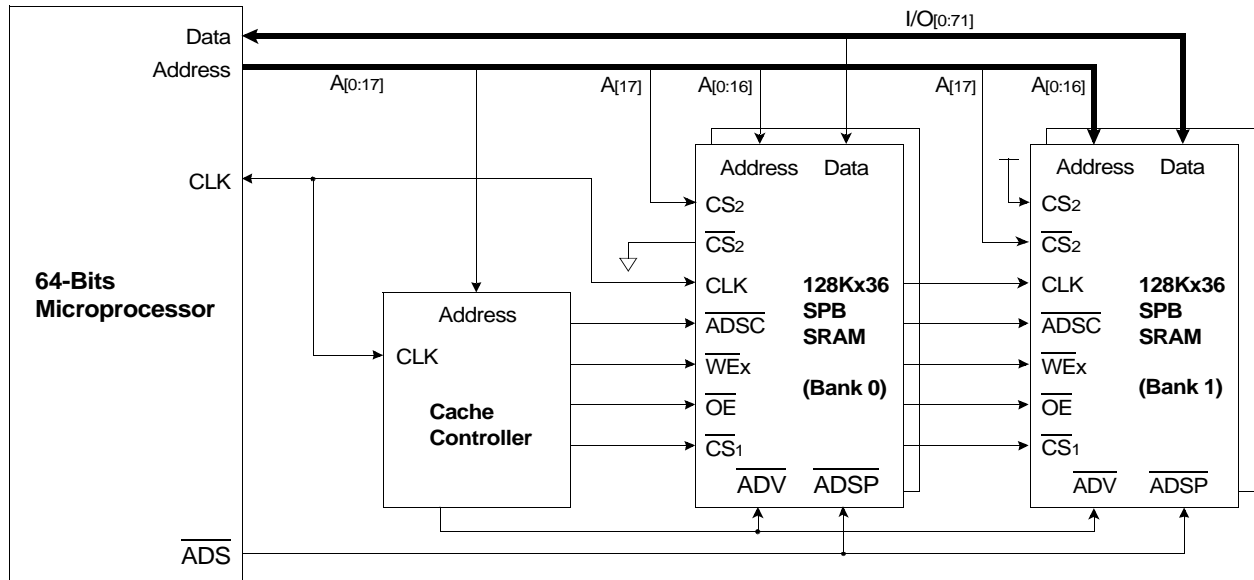 I/O[0:71]
Data
Address
A[0:17]
A[17]
A[0:16]
A[17]
A[0:16]
CLK
64-Bits
Microprocessor
ADS
Address
CLK
Cache
Controller
Address Data
CS2
CS2
CLK
ADSC
WEx
OE
CS1
128Kx36
SPB
SRAM
(Bank 0)
ADV ADSP
Address Data
CS2
CS2
CLK
ADSC
WEx
OE
CS1
128Kx36
SPB
SRAM
(Bank 1)
ADV ADSP